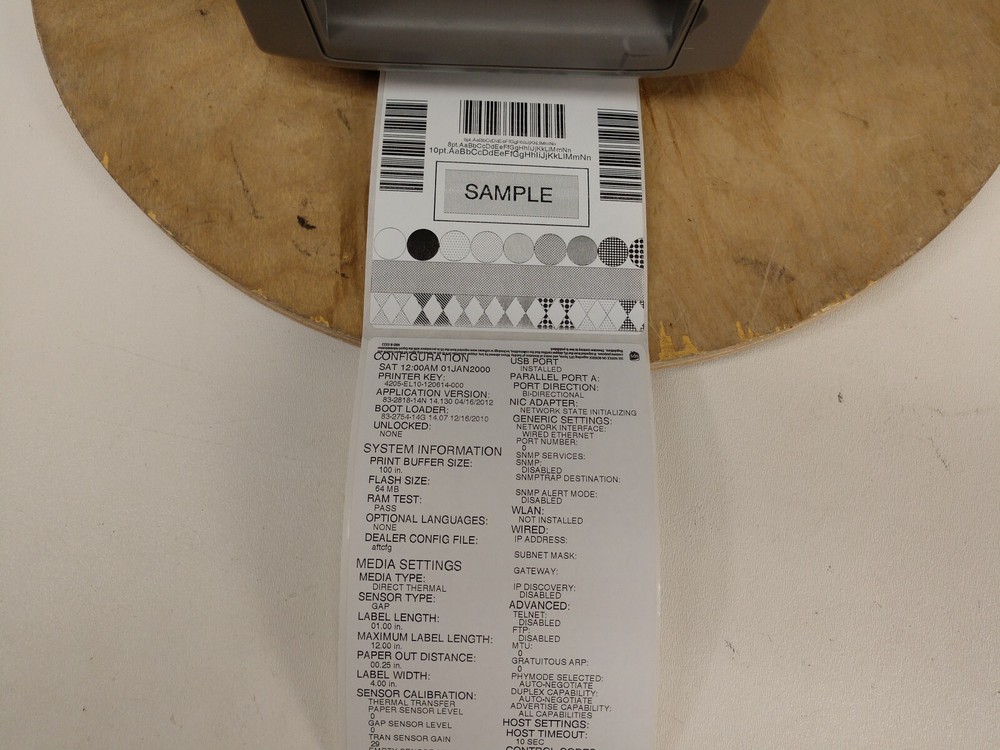 6pt.AaBbCcDdEeFfGgHhIiJjKkLlMmNn
8pt.AaBbCcDdEeFfGgHhIiJjKkLlMmNn
10pt.AaBbCcDdEeFfGgHhIiJjKkLlMmNn
SAMPLE
CONFIGURATION
SAT 12:00AM 01JAN2000
PRINTER KEY:
4205-EL10-120614-000
APPLICATION VERSION:
83-2818-14N 14.130 04/16/2012
BOOT LOADER:
83-2754-14G 14.07 12/16/2010
UNLOCKED:
NONE
SYSTEM INFORMATION
PRINT BUFFER SIZE:
100 in.
FLASH SIZE:
64 MB
RAM TEST:
PASS
OPTIONAL LANGUAGES:
NONE
DEALER CONFIG FILE:
aftcfg
MEDIA SETTINGS
MEDIA TYPE:
DIRECT THERMAL
SENSOR TYPE:
GAP
LABEL LENGTH:
01.00 in.
MAXIMUM LABEL LENGTH:
12.00 in.
PAPER OUT DISTANCE:
00.25 in.
LABEL WIDTH:
4.00 in.
SENSOR CALIBRATION:
THERMAL TRANSFER
PAPER SENSOR LEVEL
0
GAP SENSOR LEVEL
0
TRAN SENSOR GAIN
29
USB PORT
INSTALLED
PARALLEL PORT A:
PORT DIRECTION:
BI-DIRECTIONAL
NIC ADAPTER:
NETWORK STATE INITIALIZING
GENERIC SETTINGS:
NETWORK INTERFACE:
WIRED ETHERNET
PORT NUMBER:
0
SNMP SERVICES:
SNMP:
DISABLED
SNMPTRAP DESTINATION:
SNMP ALERT MODE:
DISABLED
WLAN:
NOT INSTALLED
WIRED:
IP ADDRESS:
SUBNET MASK:
GATEWAY:
IP DISCOVERY:
DISABLED
ADVANCED:
TELNET:
DISABLED
FTP:
DISABLED
MTU:
0
GRATUITOUS ARP:
0
PHYMODE SELECTED:
AUTO-NEGOTIATE
DUPLEX CAPABILITY:
AUTO-NEGOTIATE
ADVERTISE CAPABILITY:
ALL CAPABILITIES
HOST SETTINGS:
HOST TIMEOUT:
10 SEC